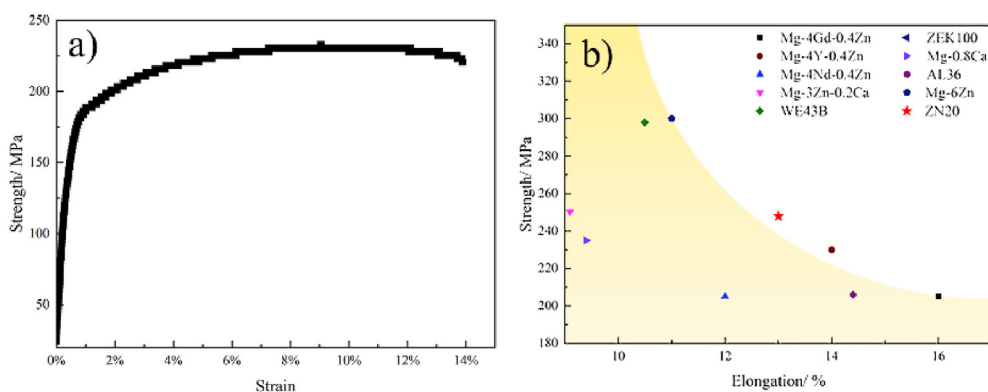 a)
Strength/ MPa
250
200
150
100
50
0%
2%
4%
6%
8%
10%
12%
14%
Strain
b)
Strength/ MPa
340
320
300
280
260
240
220
200
180
10
12
14
16
Elongation/ %
Mg-4Gd-0.4Zn
Mg-4Y-0.4Zn
Mg-4Nd-0.4Zn
Mg-3Zn-0.2Ca
WE43B
ZEK100
Mg-0.8Ca
AL36
Mg-6Zn
ZN20